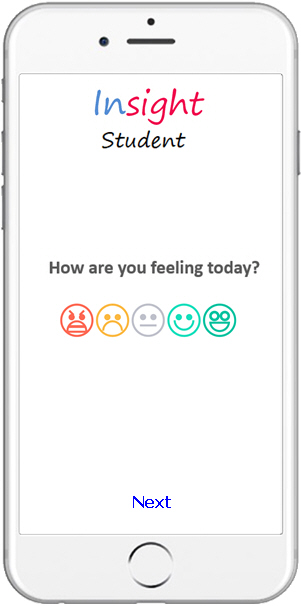 Insight
Student
How are you feeling today?
Next